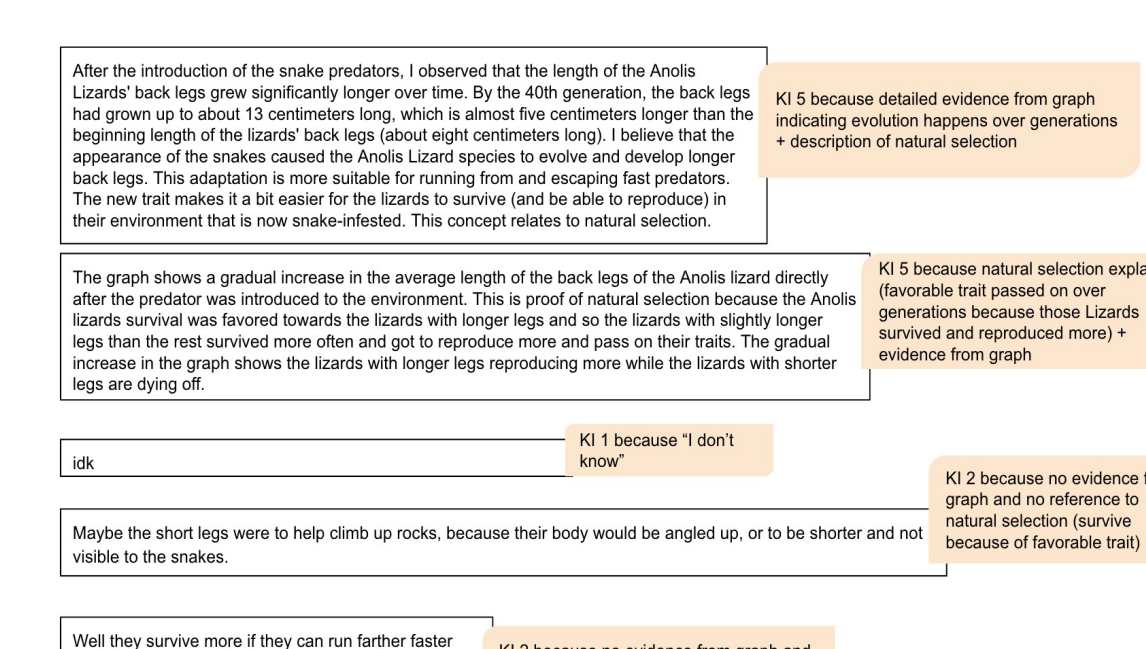 After the introduction of the snake predators, I observed that the length of the Anolis
Lizards' back legs grew significantly longer over time. By the 40th generation, the back legs
had grown up to about 13 centimeters long, which is almost five centimeters longer than the
beginning length of the lizards' back legs (about eight centimeters long). I believe that the
appearance of the snakes caused the Anolis Lizard species to evolve and develop longer
back legs. This adaptation is more suitable for running from and escaping fast predators.
The new trait makes it a bit easier for the lizards to survive (and be able to reproduce) in
their environment that is now snake-infested. This concept relates to natural selection.
KI 5 because detailed evidence from graph
indicating evolution happens over generations
+ description of natural selection
The graph shows a gradual increase in the average length of the back legs of the Anolis lizard directly
after the predator was introduced to the environment. This is proof of natural selection because the Anolis
lizards survival was favored towards the lizards with longer legs and so the lizards with slightly longer
legs than the rest survived more often and got to reproduce more and pass on their traits. The gradual
increase in the graph shows the lizards with longer legs reproducing more while the lizards with shorter
legs are dying off.
KI 5 because natural selection expla
(favorable trait passed on over
generations because those Lizards
survived and reproduced more) +
evidence from graph
idk
KI 1 because “I don’t
know”
Maybe the short legs were to help climb up rocks, because their body would be angled up, or to be shorter and not
visible to the snakes.
KI 2 because no evidence
graph and no reference to
natural selection (survive
because of favorable trait)
Well they survive more if they can run farther faster
because no evidence from graph and